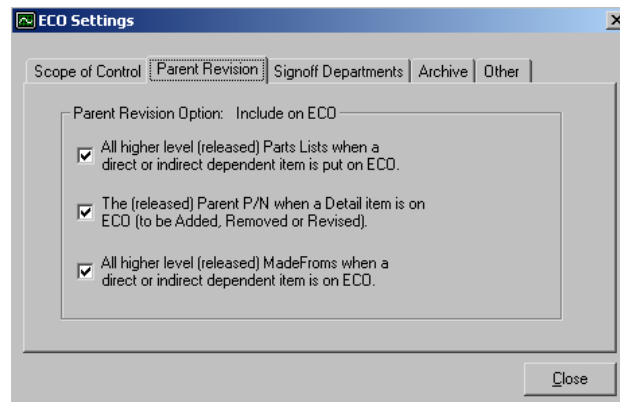 ECO Settings
Scope of Control Parent Revision Signoff Departments Archive Other
Parent Revision Option: Include on ECO
All higher level (released) Parts Lists when a
direct or indirect dependent item is put on ECO.
The (released) Parent P/N when a Detail item is on
ECO (to be Added, Removed or Revised).
All higher level (released) MadeFroms when a
direct or indirect dependent item is on ECO.
Close